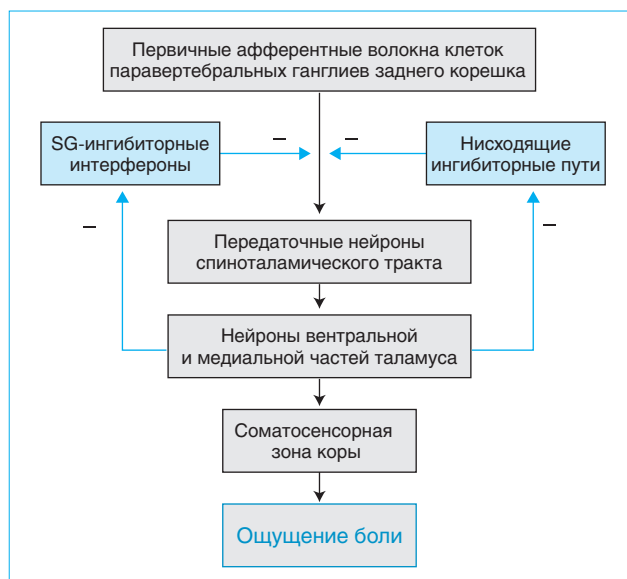 Первичные афферентные волокна клеток
паравертебральных ганглиев заднего корешка
–
–
SG-ингибиторные
интерфероны
Нисходящие
ингибиторные пути
–
–
Передаточные нейроны
спиноталамического тракта
Нейроны вентральной
и медиальной частей таламуса
Соматосенсорная
зона коры
Ощущение боли